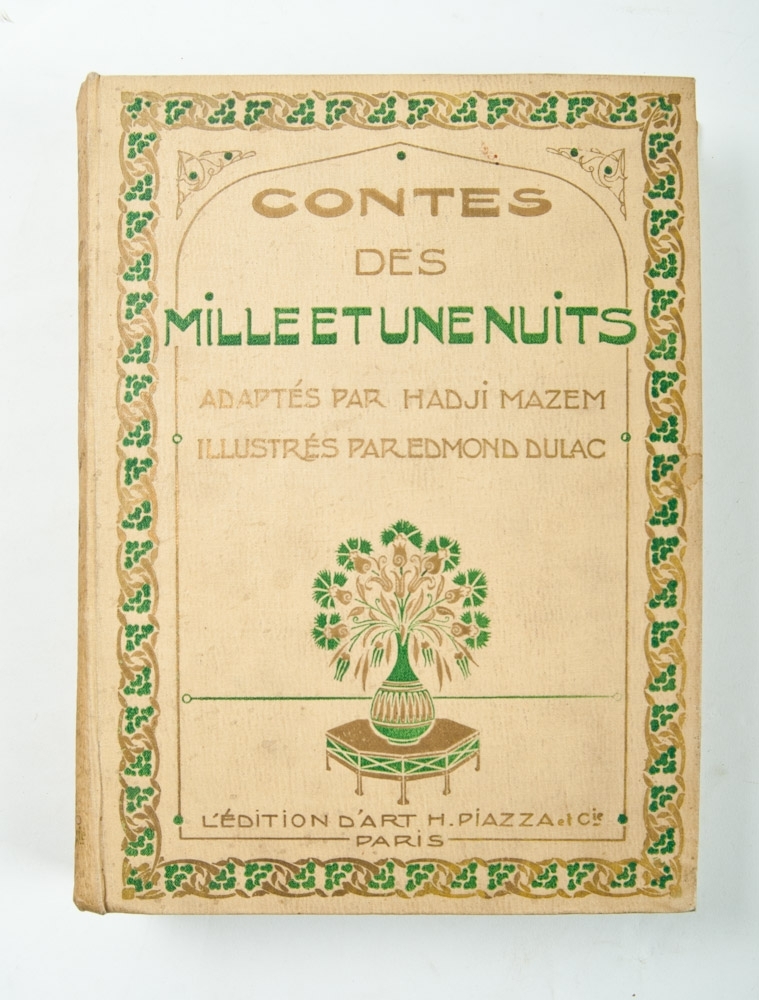 CONTES
DES
MILLE ET UNE NUITS
ADAPTÉS PAR HADJI MAZEM
ILLUSTRÉS PAR EDMOND DULAC
L'ÉDITION D'ART H. PIAZZA et Cie
PARIS